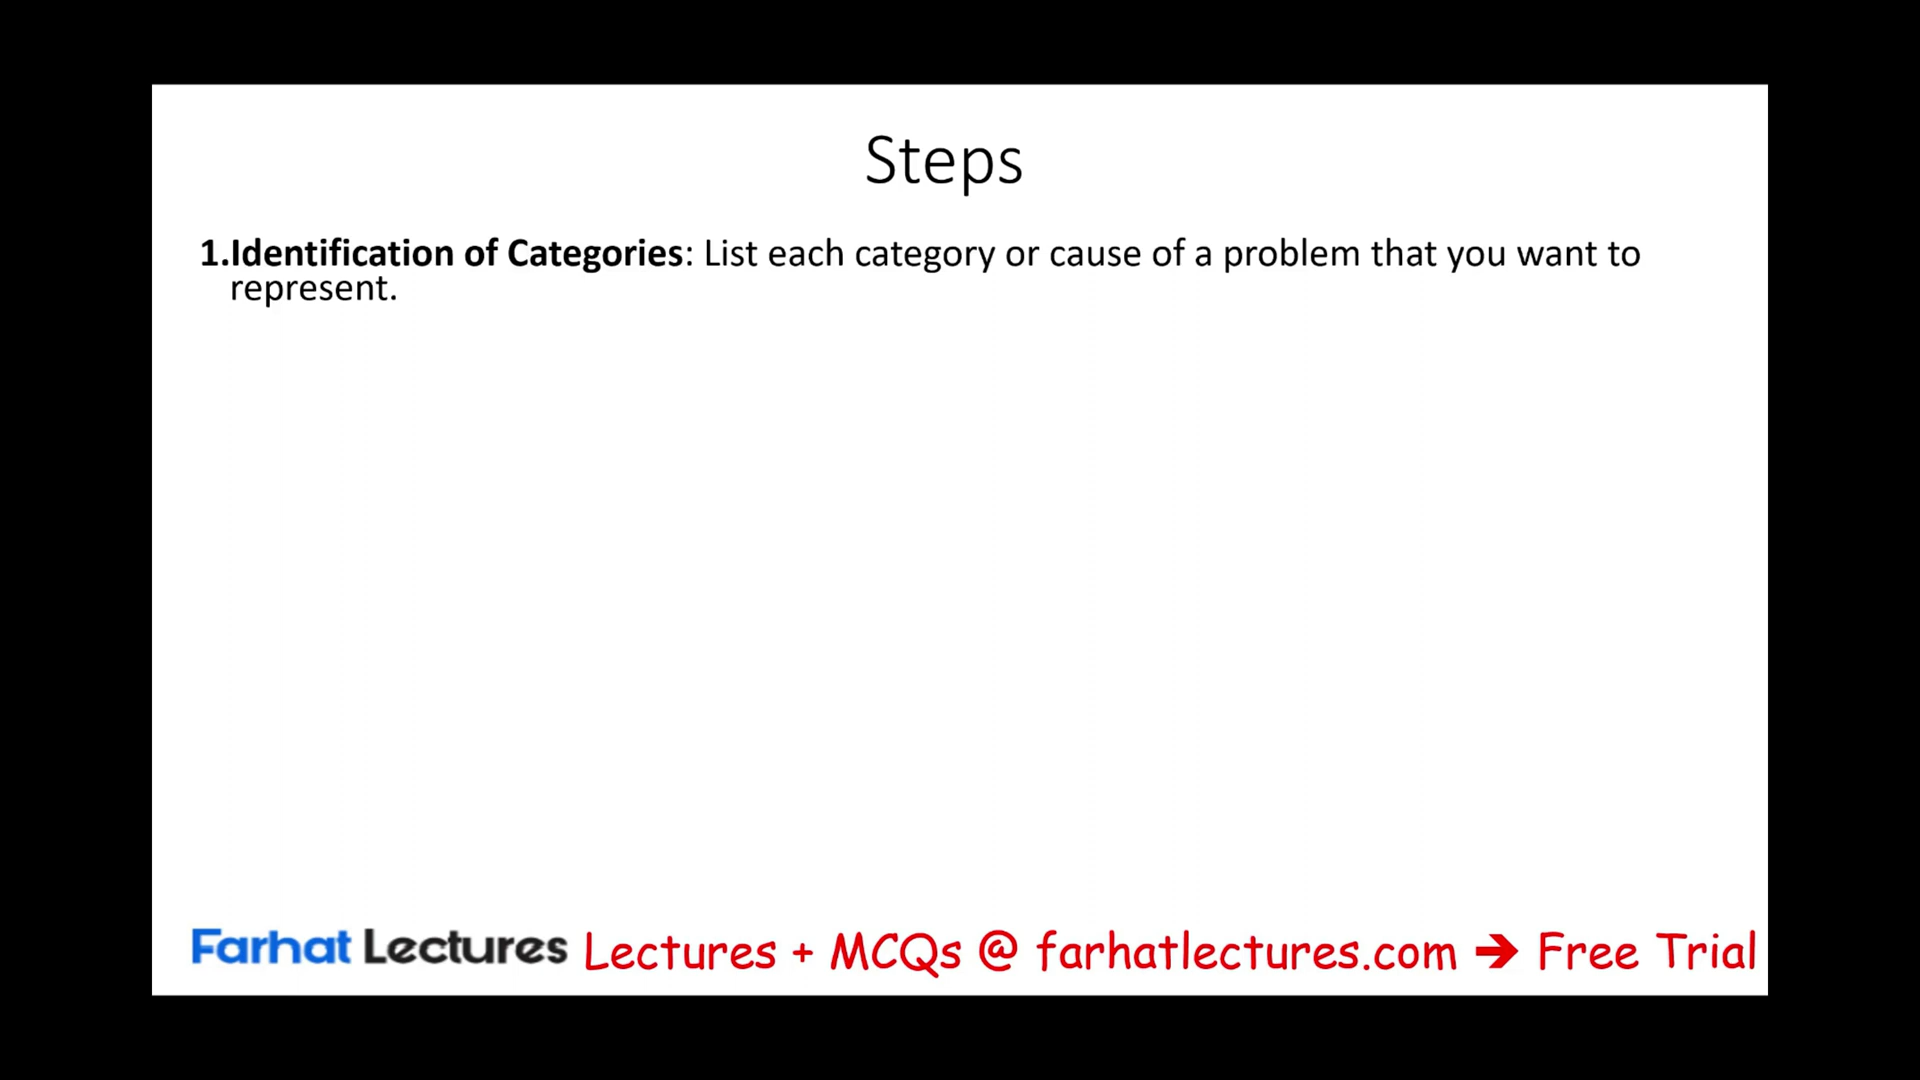 Steps
1.Identification of Categories: List each category or cause of a problem that you want to
represent.
Farhat Lectures Lectures + MCQs @ farhatlectures.com ➔ Free Trial